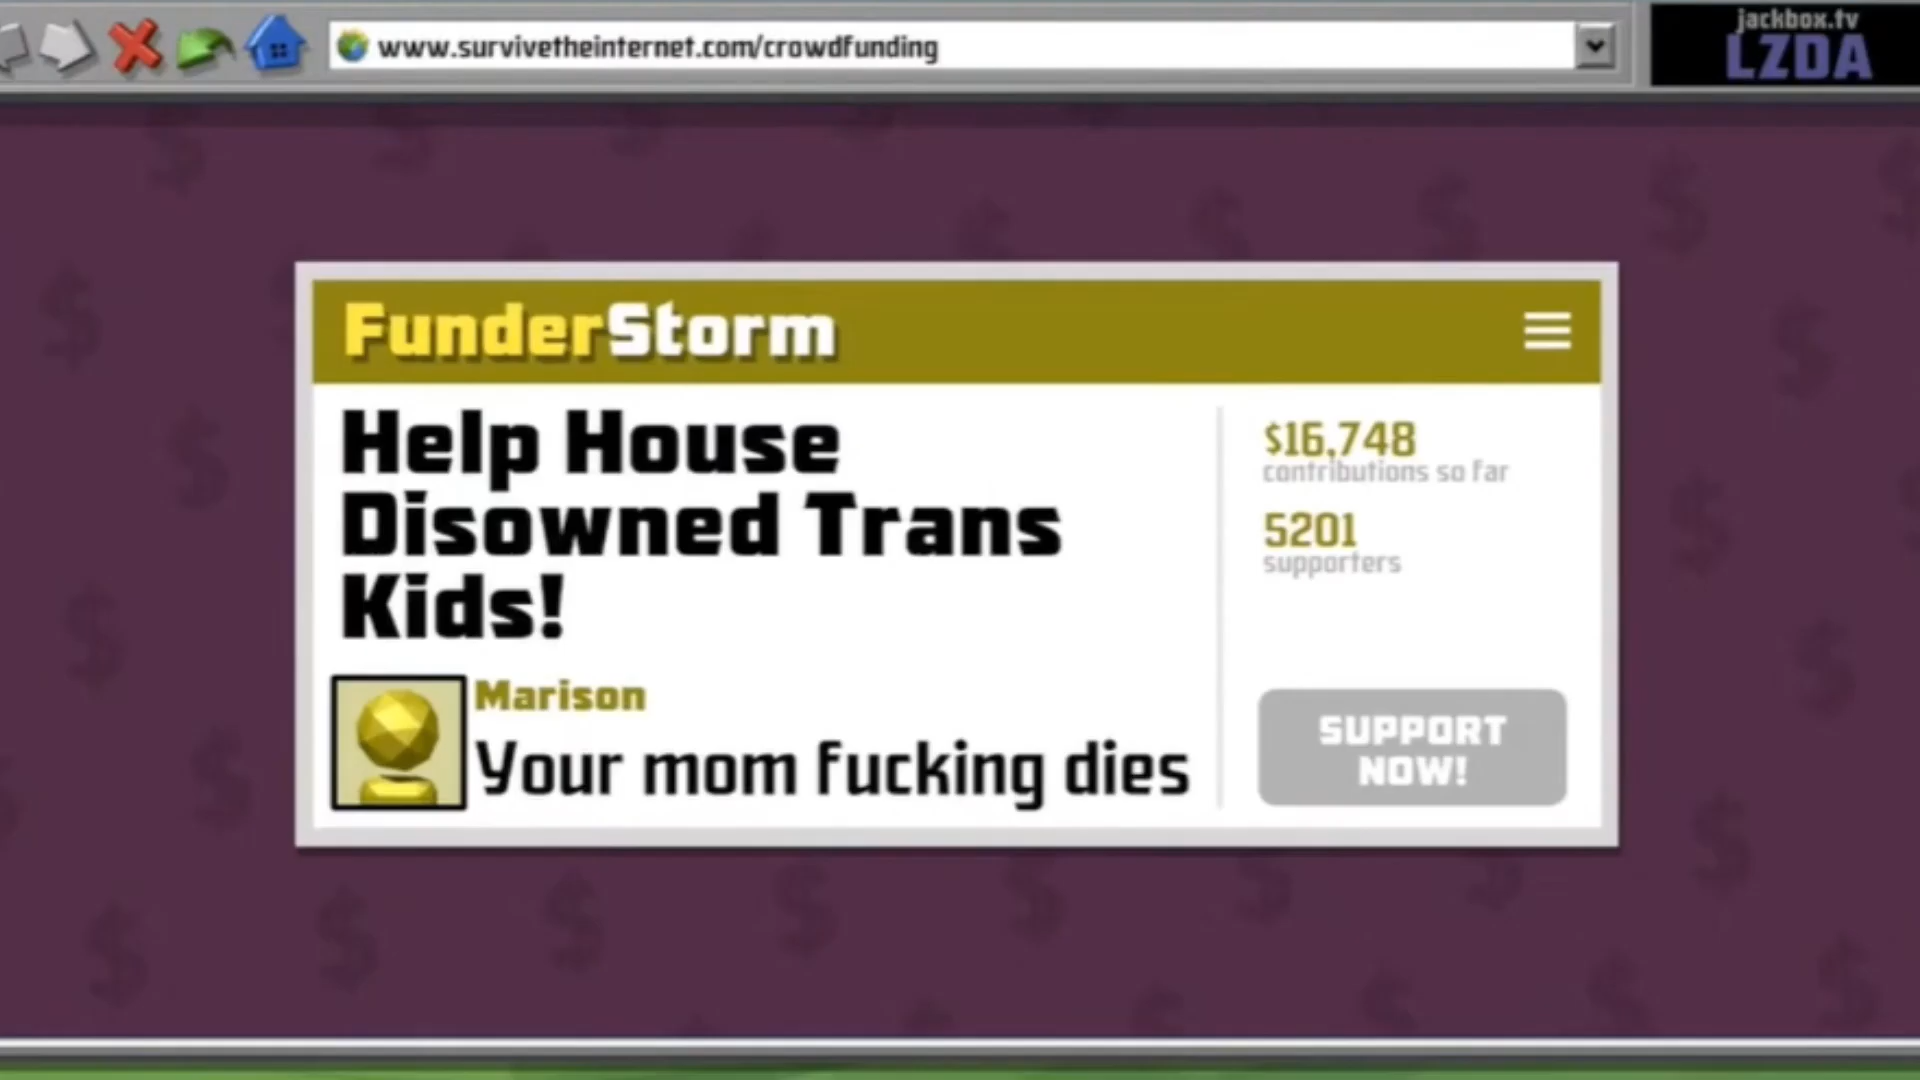 www.survivetheinternet.com/crowdfunding
jackbox.tv
LZDA
FunderStorm
Help House
Disowned Trans
Kids!
$16,748
contributions so far
5201
supporters
Marison
Your mom fucking dies
SUPPORT
NOW!